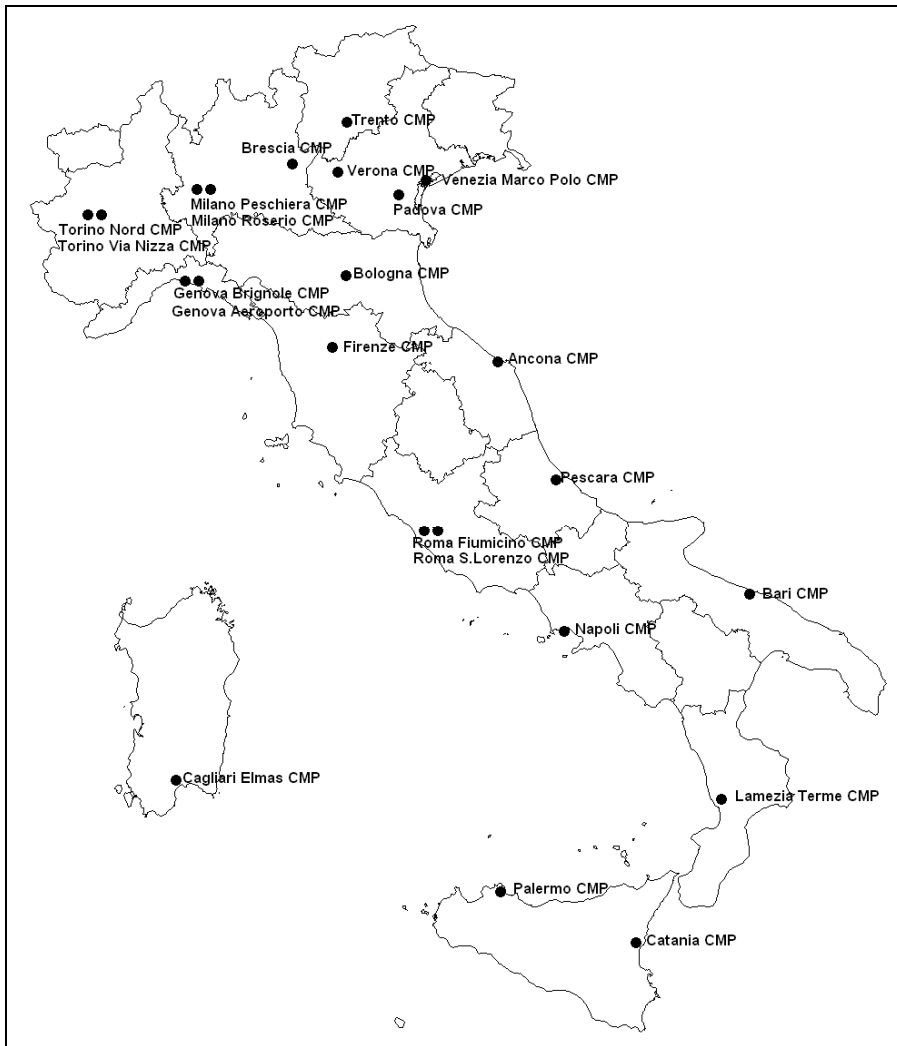 Trento CMP
Brescia CMP
Verona CMP
Venezia Marco Polo CMP
Milano Peschiera CMP
Milano Roserio CMP
Padova CMP
Torino Nord CMP
Torino Via Nizza CMP
Bologna CMP
Genova Brignole CMP
Genova Aeroporto CMP
Firenze CMP
Ancona CMP
Pescara CMP
Roma Fiumicino CMP
Roma S.Lorenzo CMP
Bari CMP
Napoli CMP
Cagliari Elmas CMP
Lamezia Terme CMP
Palermo CMP
Catania CMP